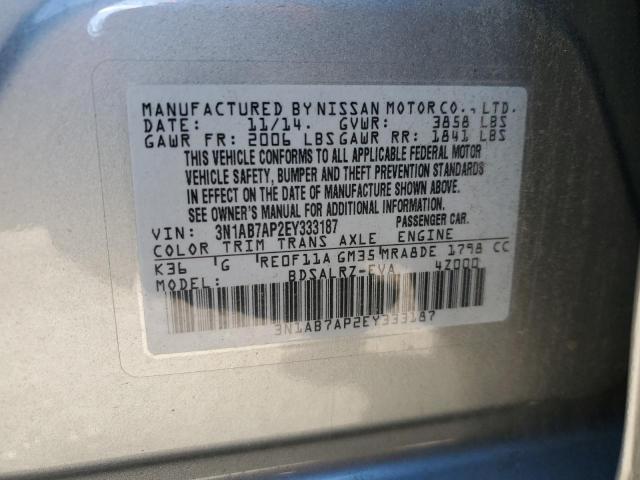 MANUFACTURED BY NISSAN MOTOR CO., LTD.
DATE: 11/14. GVWR: 3858 LBS
GAWR FR: 2006 LBS GAWR RR: 1841 LBS
THIS VEHICLE CONFORMS TO ALL APPLICABLE FEDERAL MOTOR
VEHICLE SAFETY, BUMPER AND THEFT PREVENTION STANDARDS
IN EFFECT ON THE DATE OF MANUFACTURE SHOWN ABOVE.
SEE OWNER'S MANUAL FOR ADDITIONAL INFORMATION.
VIN: 3N1AB7AP2EY333187 PASSENGER CAR.
COLOR TRIM TRANS AXLE ENGINE
K36 G RE0F11A GM35 MRA8DE 1798 CC
MODEL: BDSALRZ-EVA 4Z000
3N1AB7AP2EY333187